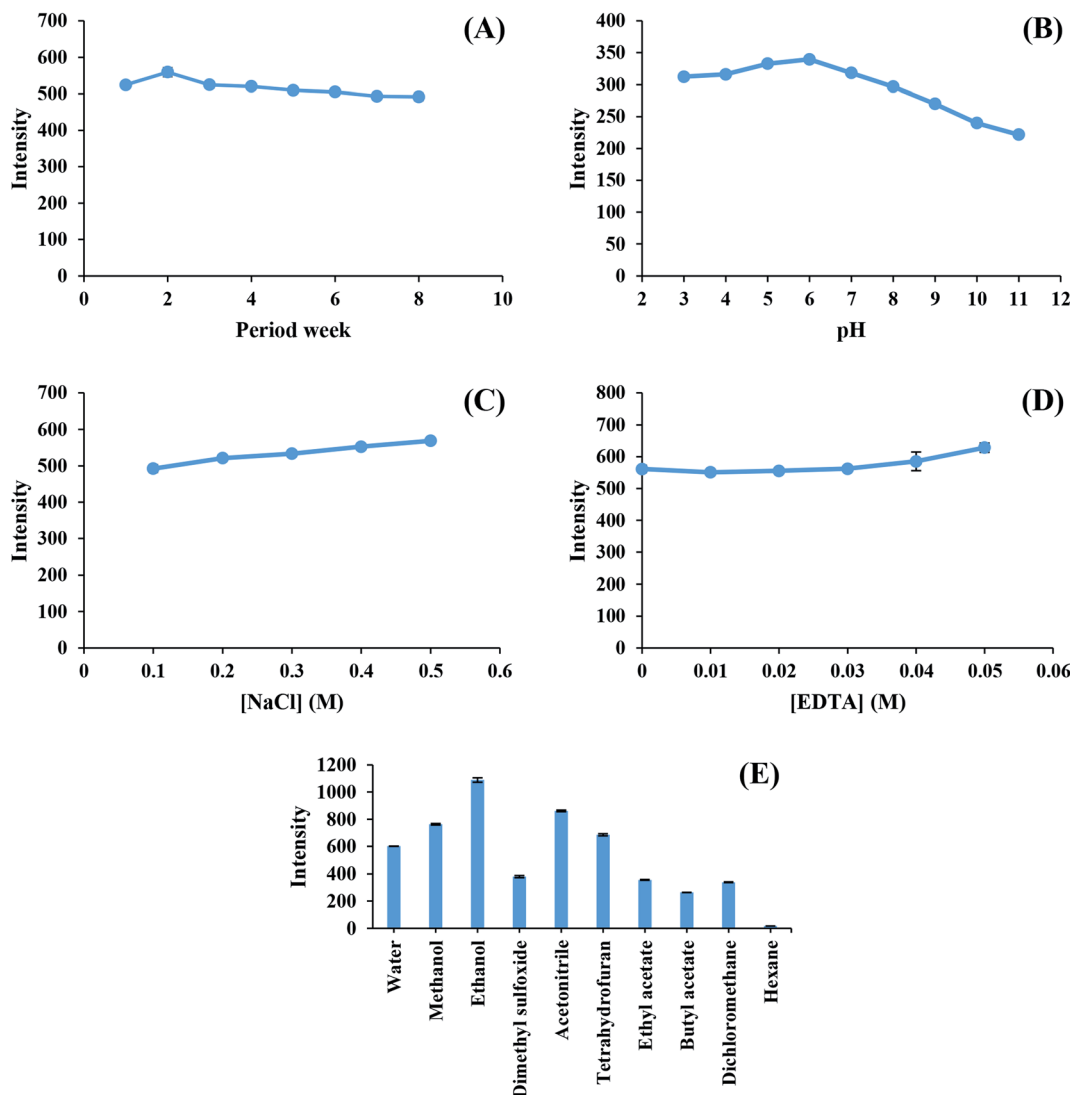 (A)
700
600
500
400
300
200
100
0
Intensity
0 2 4 6 8 10
Period week
(B)
400
350
300
250
200
150
100
50
0
Intensity
2 3 4 5 6 7 8 9 10 11 12
pH
(C)
700
600
500
400
300
200
100
0
Intensity
0 0.1 0.2 0.3 0.4 0.5 0.6
[NaCl] (M)
(D)
800
700
600
500
400
300
200
100
0
Intensity
0 0.01 0.02 0.03 0.04 0.05 0.06
[EDTA] (M)
(E)
1200
1000
800
600
400
200
0
Intensity
Water
Methanol
Ethanol
Dimethyl sulfoxide
Acetonitrile
Tetrahydrofuran
Ethyl acetate
Butyl acetate
Dichloromethane
Hexane